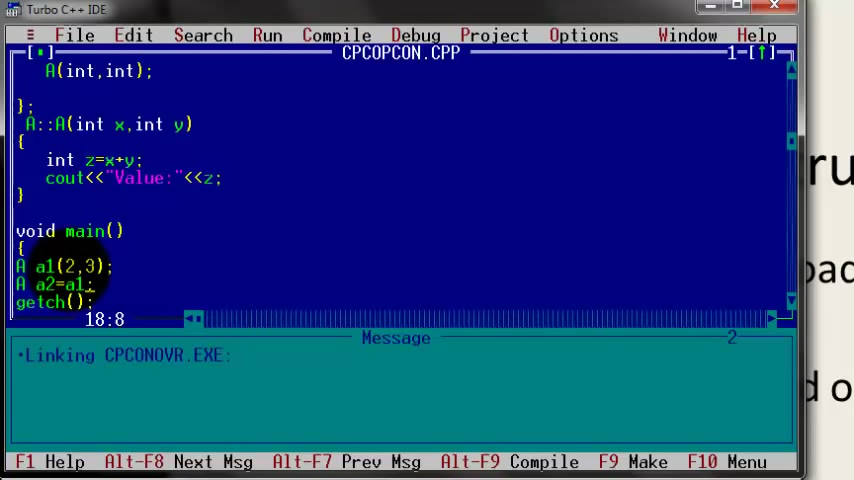 Turbo C++ IDE
≡ File Edit Search Run Compile Debug Project Options Window Help
[■] CPCOPCON.CPP 1=[↑]
A(int,int);
};
A::A(int x,int y)
{
int z=x+y;
cout<<"Value:"<<z;
}
void main()
{
A a1(2,3);
A a2=a1;
getch();
18:8
Message 2
•Linking CPCONOVR.EXE:
F1 Help Alt-F8 Next Msg Alt-F7 Prev Msg Alt-F9 Compile F9 Make F10 Menu
ru
oad
d o